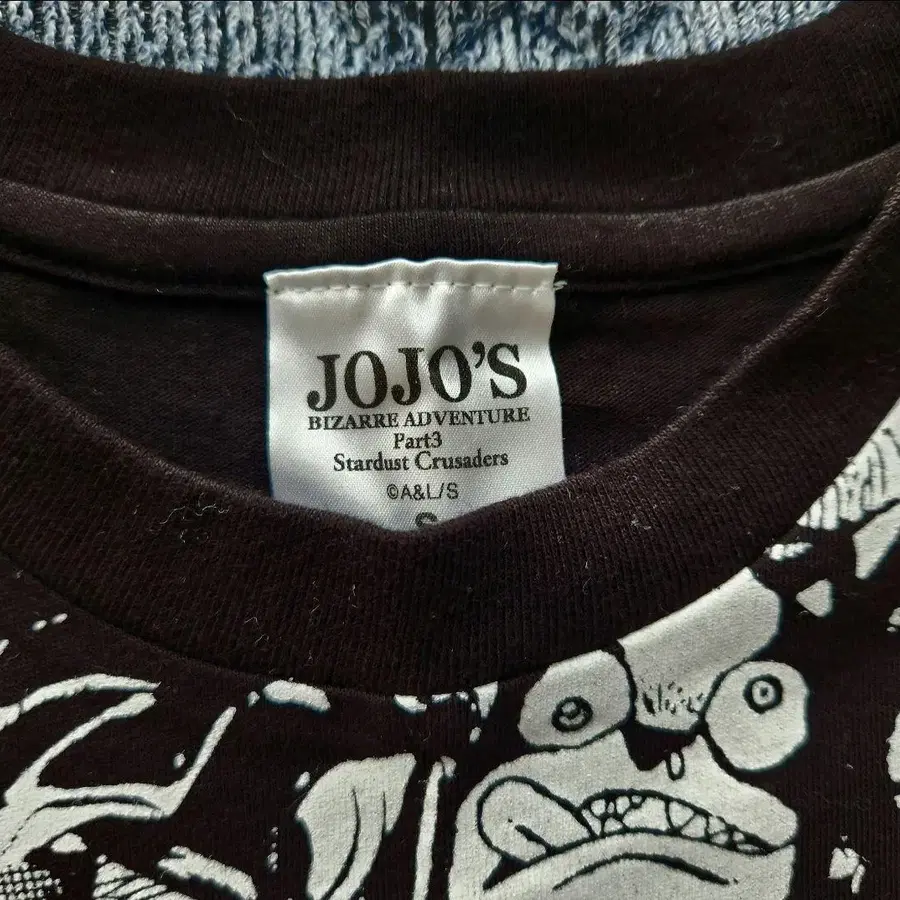 JOJO'S
BIZARRE ADVENTURE
Part3
Stardust Crusaders
©A&L/S